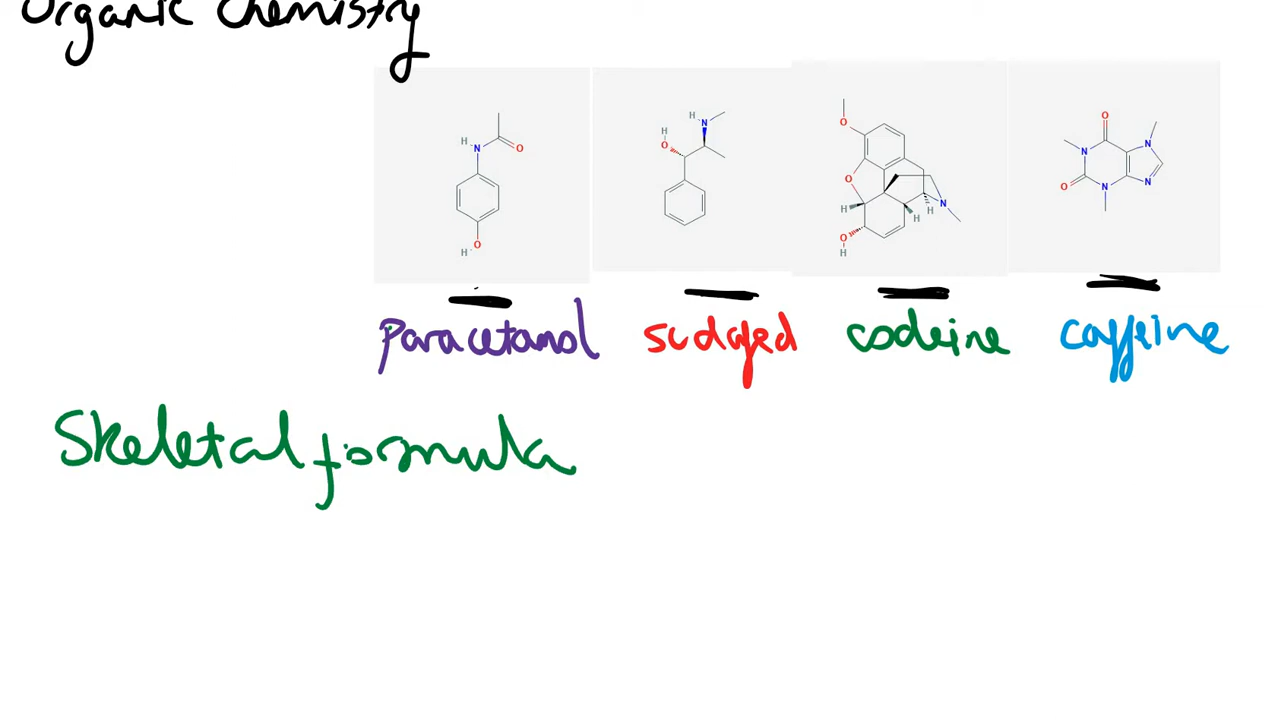 Organic Chemistry
H N O O H
H N H O
O O H H H N O H
O N N O N N
Paracetamol sudafed codeine caffeine
Skeletal formula